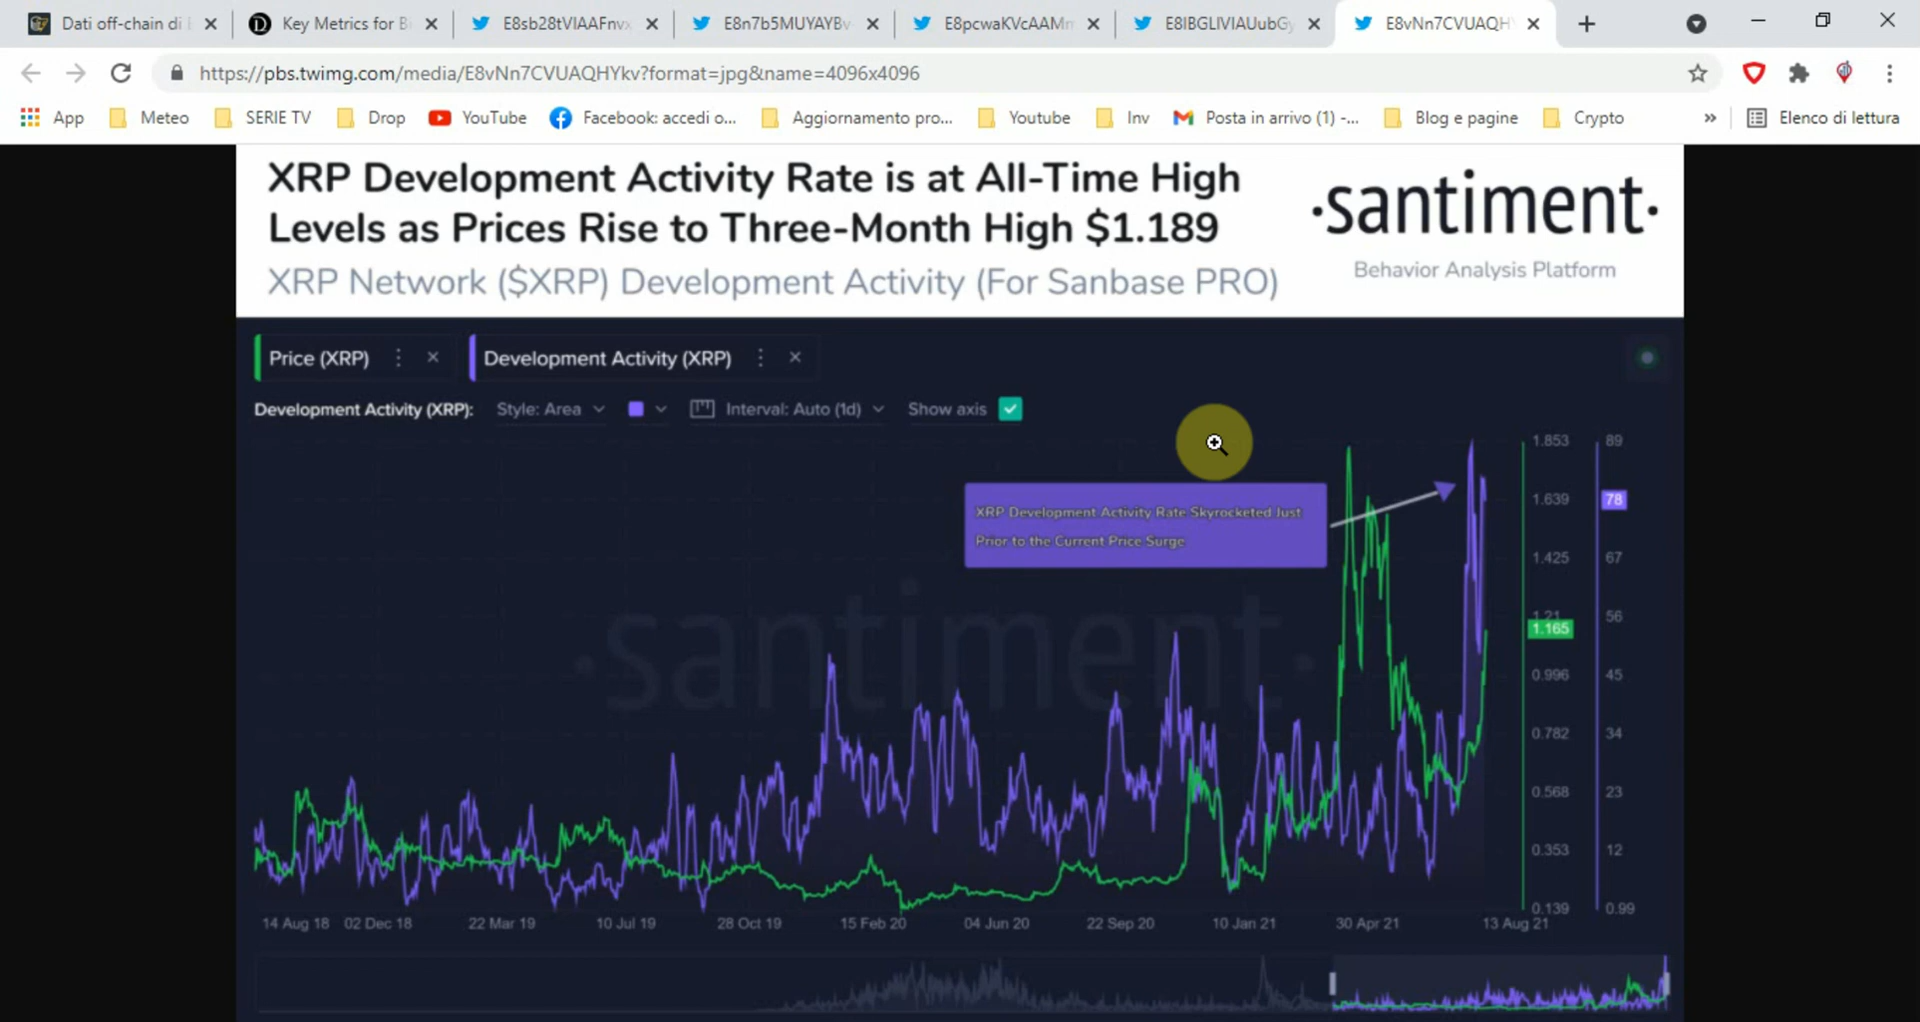 Dati off-chain di
Key Metrics for B
E8sb28tVIAAFnvx
E8n7b5MUYAYBv
E8pcwaKVcAAM
E8IBGLIVIAUubGy
E8vNn7CVUAQH
https://pbs.twimg.com/media/E8vNn7CVUAQHYkv?format=jpg&name=4096x4096
App
Meteo
SERIE TV
Drop
YouTube
Facebook: accedi o...
Aggiornamento pro...
Youtube
Inv
Posta in arrivo (1) -...
Blog e pagine
Crypto
»
Elenco di lettura
XRP Development Activity Rate is at All-Time High
Levels as Prices Rise to Three-Month High $1.189
XRP Network ($XRP) Development Activity (For Sanbase PRO)
·santiment·
Behavior Analysis Platform
Price (XRP)
Development Activity (XRP)
Development Activity (XRP):
Style: Area
Interval: Auto (1d)
Show axis
XRP Development Activity Rate Skyrocketed Just
Prior to the Current Price Surge
·santiment·
1.853
1.639
1.425
1.21
1.165
0.996
0.782
0.568
0.353
0.139
89
78
67
56
45
34
23
12
0.99
14 Aug 18
02 Dec 18
22 Mar 19
10 Jul 19
28 Oct 19
15 Feb 20
04 Jun 20
22 Sep 20
10 Jan 21
30 Apr 21
13 Aug 21